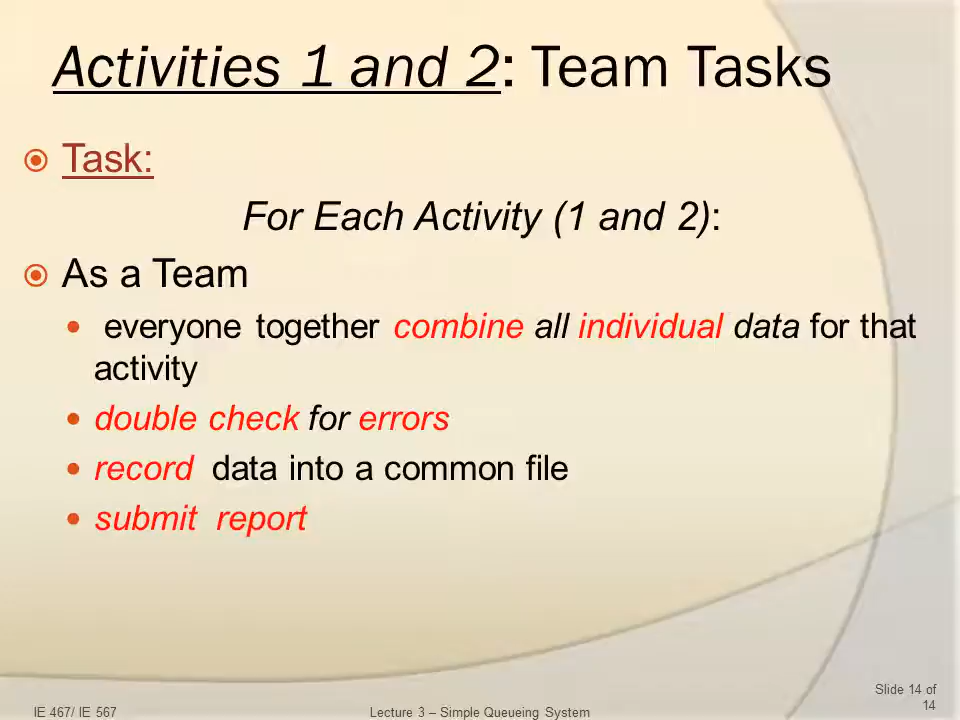 Activities 1 and 2: Team Tasks
Task:
For Each Activity (1 and 2):
As a Team
everyone together combine all individual data for that
activity
double check for errors
record data into a common file
submit report
Slide 14 of
14
IE 467/ IE 567
Lecture 3 – Simple Queueing System